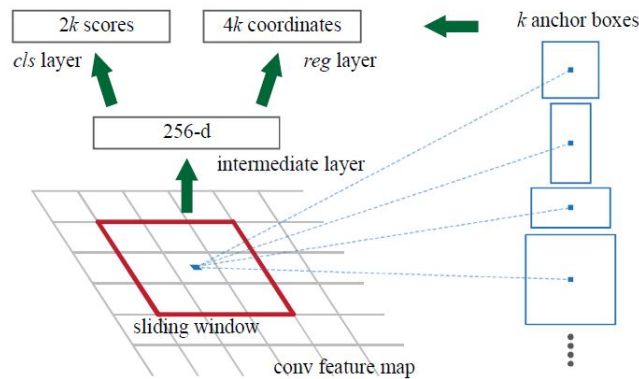 2k scores
4k coordinates
k anchor boxes
cls layer
reg layer
256-d
intermediate layer
sliding window
conv feature map